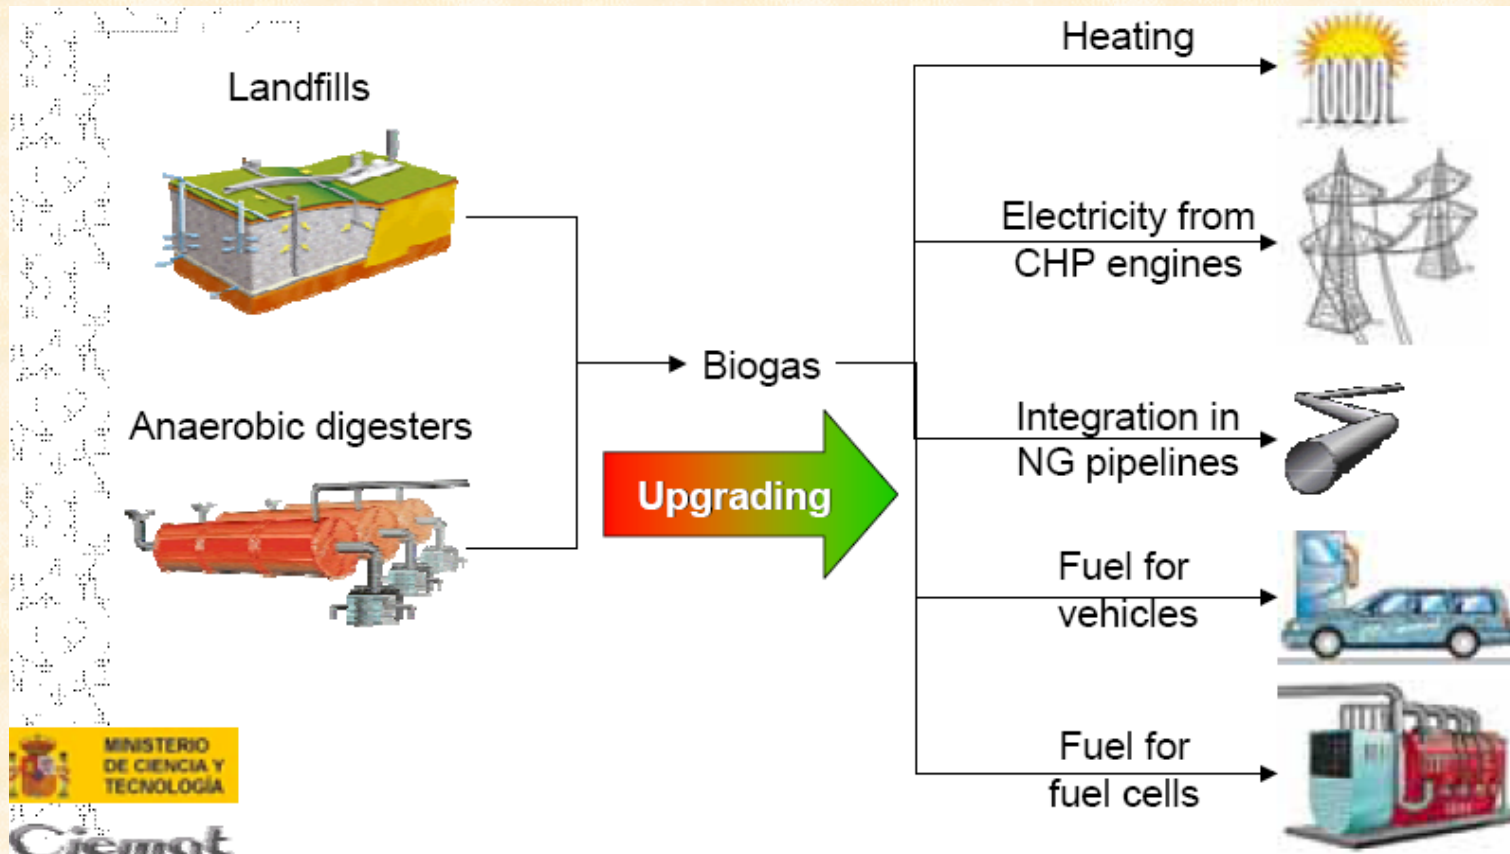 Landfills
Anaerobic digesters
Biogas
Upgrading
Heating
Electricity from
CHP engines
Integration in
NG pipelines
Fuel for
vehicles
Fuel for
fuel cells
MINISTERIO
DE CIENCIA Y
TECNOLOGÍA
Ciemat